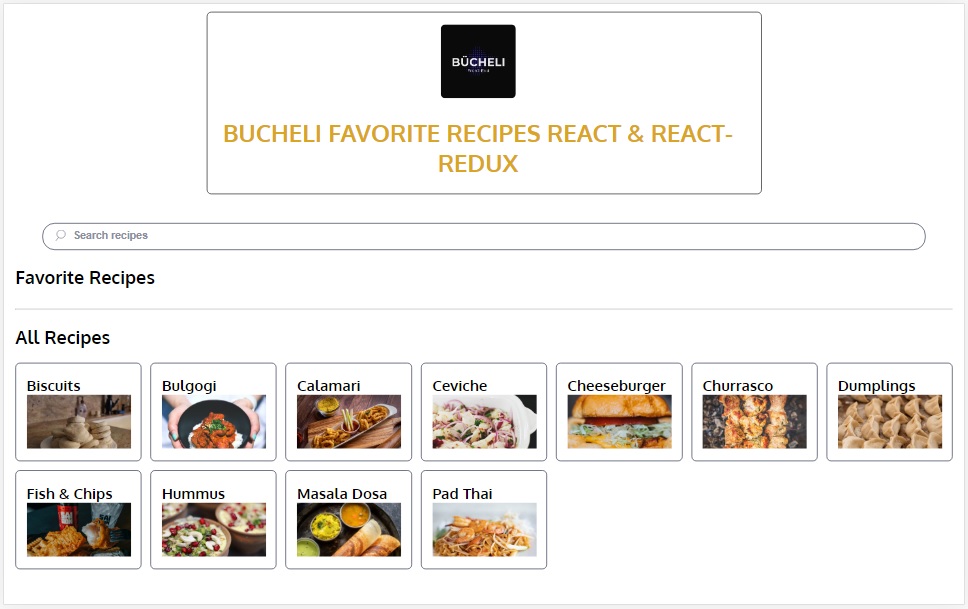 BŪCHELI
BUCHELI FAVORITE RECIPES REACT & REACT-
REDUX
Search recipes
Favorite Recipes
All Recipes
Biscuits
Bulgogi
Calamari
Ceviche
Cheeseburger
Churrasco
Dumplings
Fish & Chips
Hummus
Masala Dosa
Pad Thai